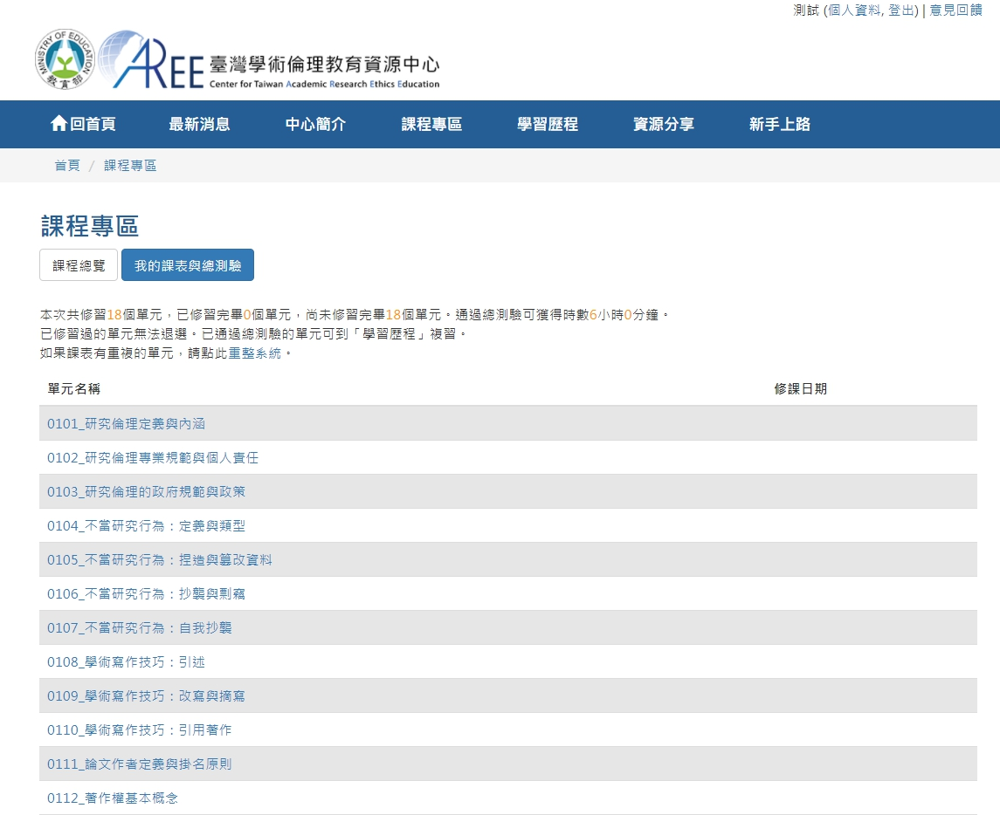 測試 (個人資料, 登出) | 意見回饋
MINISTRY OF EDUCATION
教育部
AREE 臺灣學術倫理教育資源中心
Center for Taiwan Academic Research Ethics Education
回首頁 最新消息 中心簡介 課程專區 學習歷程 資源分享 新手上路
首頁 / 課程專區
課程專區
課程總覽 我的課表與總測驗
本次共修習18個單元，已修習完畢0個單元，尚未修習完畢18個單元。通過總測驗可獲得時數6小時0分鐘。
已修習過的單元無法退選。已通過總測驗的單元可到「學習歷程」複習。
如果課表有重複的單元，請點此重整系統。
單元名稱 修課日期
0101_研究倫理定義與內涵
0102_研究倫理專業規範與個人責任
0103_研究倫理的政府規範與政策
0104_不當研究行為：定義與類型
0105_不當研究行為：捏造與篡改資料
0106_不當研究行為：抄襲與剽竊
0107_不當研究行為：自我抄襲
0108_學術寫作技巧：引述
0109_學術寫作技巧：改寫與摘寫
0110_學術寫作技巧：引用著作
0111_論文作者定義與掛名原則
0112_著作權基本概念